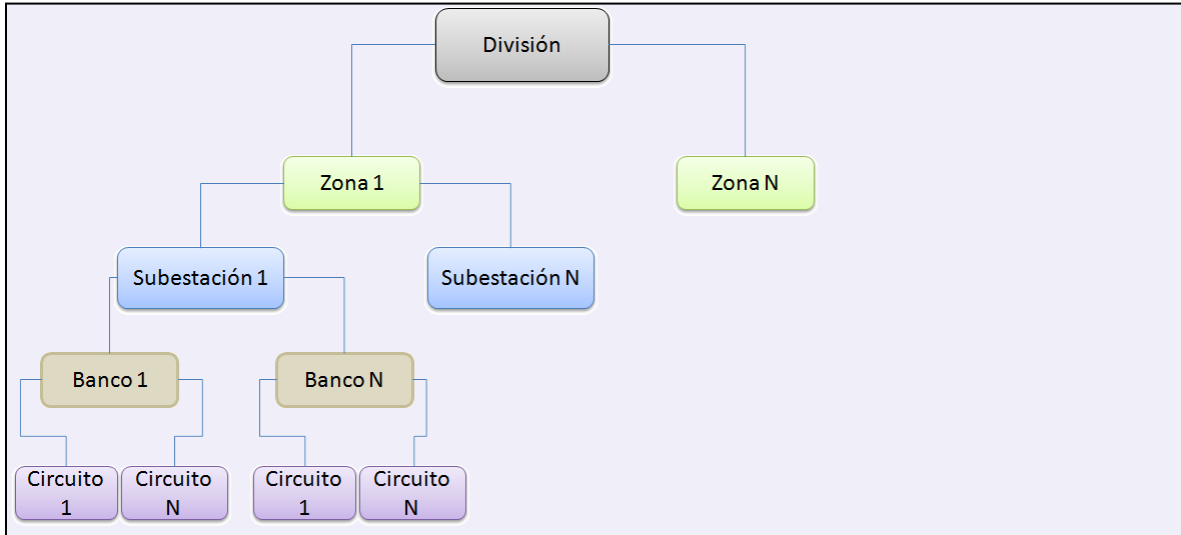 División
Zona 1
Zona N
Subestación 1
Subestación N
Banco 1
Banco N
Circuito
1
Circuito
N
Circuito
1
Circuito
N